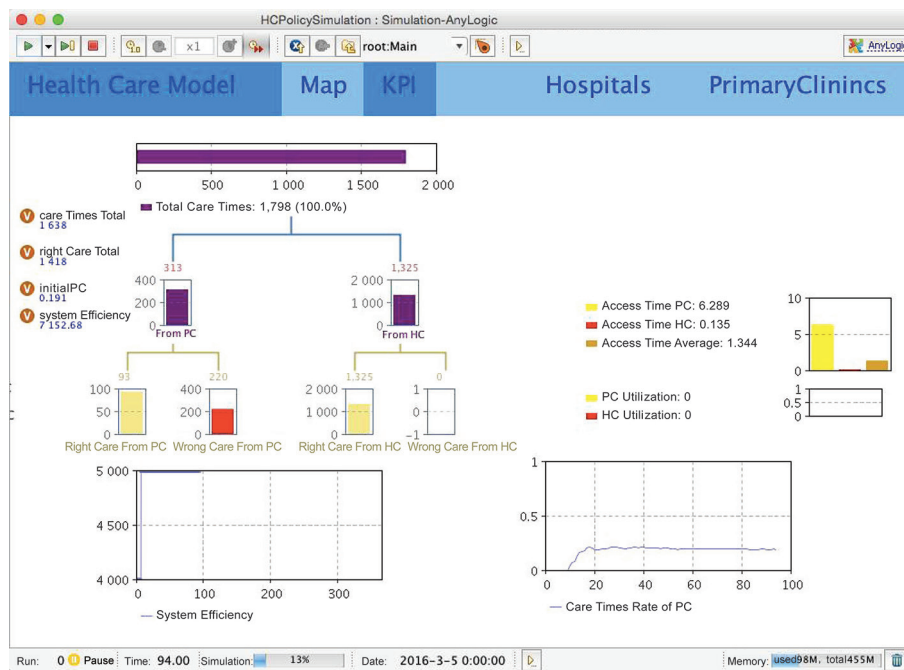 HCPolicySimulation : Simulation-AnyLogic
x1
root:Main
AnyLogic
Health Care Model Map KPI Hospitals PrimaryClinincs
0 500 1 000 1 500 2 000
Total Care Times: 1,798 (100.0%)
care Times Total
1 638
right Care Total
1 418
initialPC
0.191
system Efficiency
7 152.68
313
400
200
0
From PC
1,325
2 000
1 000
0
From HC
93
100
50
0
Right Care From PC
220
400
200
0
Wrong Care From PC
1,325
2 000
1 000
0
Right Care From HC
0
1
0
-1
Wrong Care From HC
Access Time PC: 6.289
Access Time HC: 0.135
Access Time Average: 1.344
10
5
0
PC Utilization: 0
HC Utilization: 0
1
0.5
0
5 000
4 500
4 000
0 100 200 300
System Efficiency
1
0.5
0
0 20 40 60 80 100
Care Times Rate of PC
Run: 0 Pause Time: 94.00 Simulation: 13% Date: 2016-3-5 0:00:00 Memory: used98M, total455M